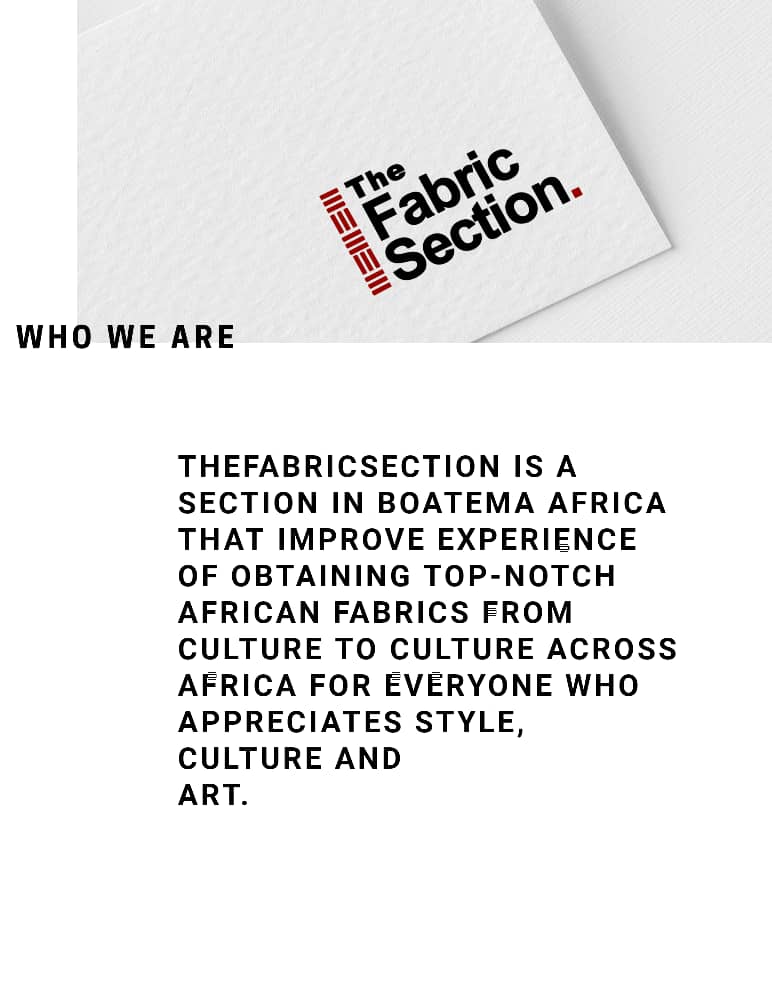 The
Fabric
Section.
WHO WE ARE
THEFABRICSECTION IS A
SECTION IN BOATEMA AFRICA
THAT IMPROVE EXPERIENCE
OF OBTAINING TOP-NOTCH
AFRICAN FABRICS FROM
CULTURE TO CULTURE ACROSS
AFRICA FOR EVERYONE WHO
APPRECIATES STYLE,
CULTURE AND
ART.